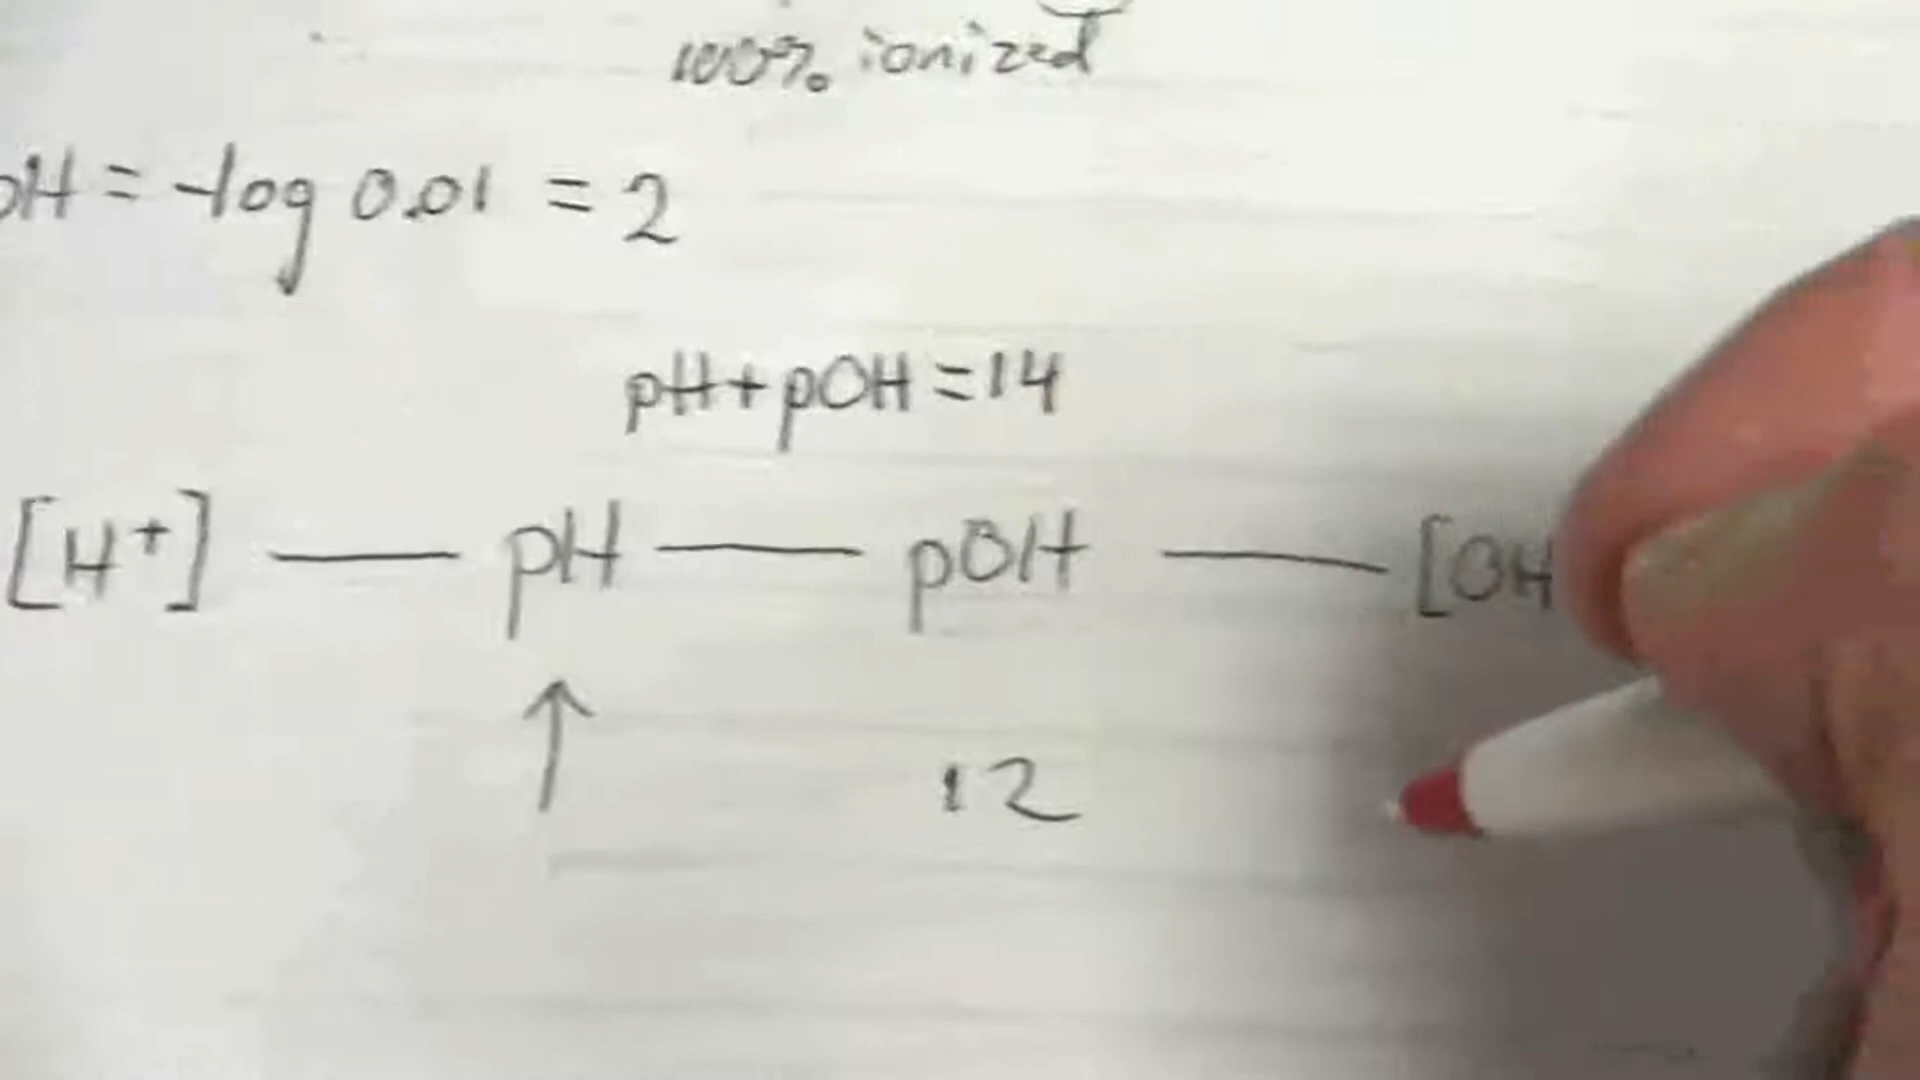 100% ionized
pH = -log 0.01 = 2
pH+pOH=14
[H+] — pH — pOH — [OH
↑ 12